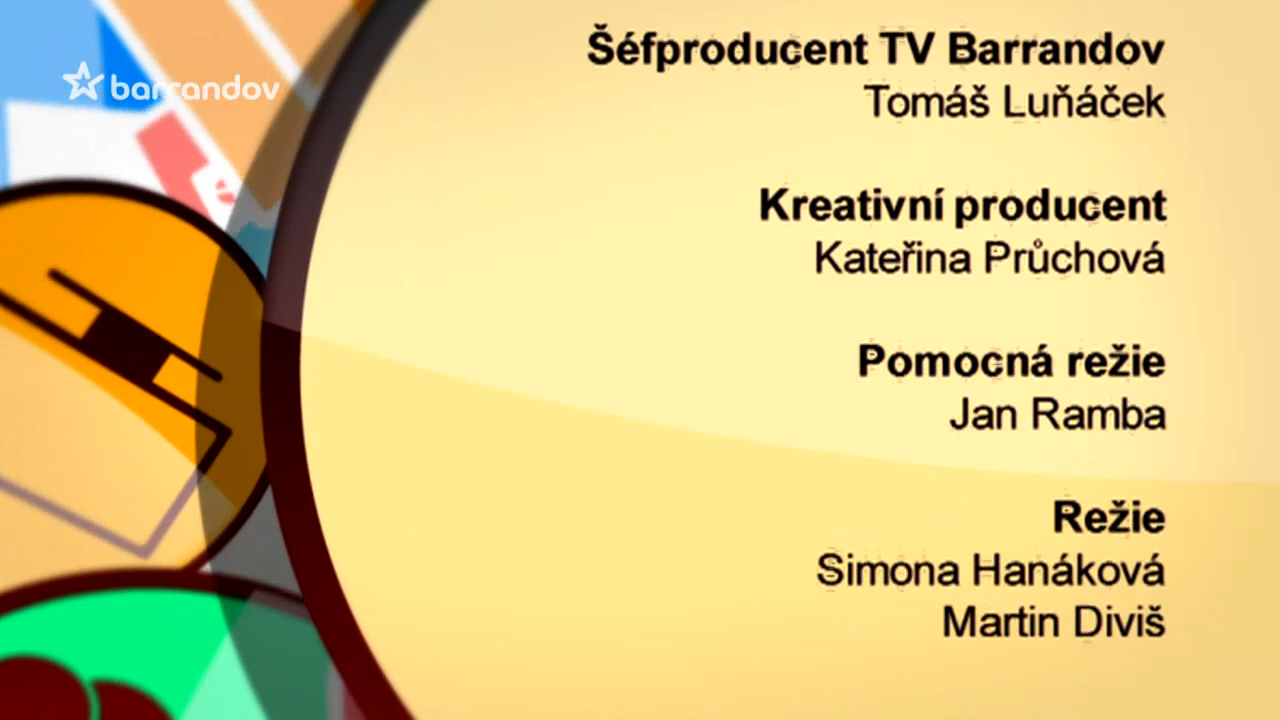 barrandov
Šéfproducent TV Barrandov
Tomáš Luňáček
Kreativní producent
Kateřina Průchová
Pomocná režie
Jan Ramba
Režie
Simona Hanáková
Martin Diviš